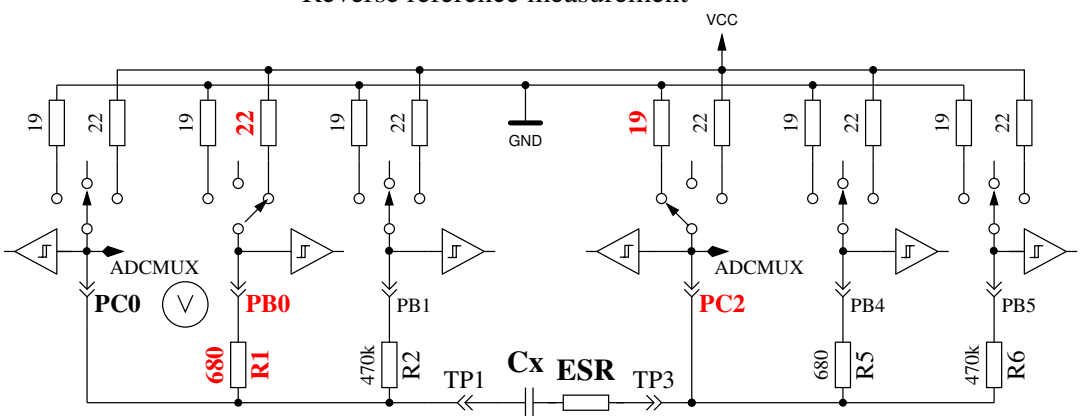 Reverse reference measurement
VCC
19
22
19
22
19
22
GND
19
22
19
22
19
22
ADCMUX
ADCMUX
PC0
V
PB0
PB1
PC2
PB4
PB5
680
R1
470k
R2
TP1
Cx
ESR
TP3
680
R5
470k
R6